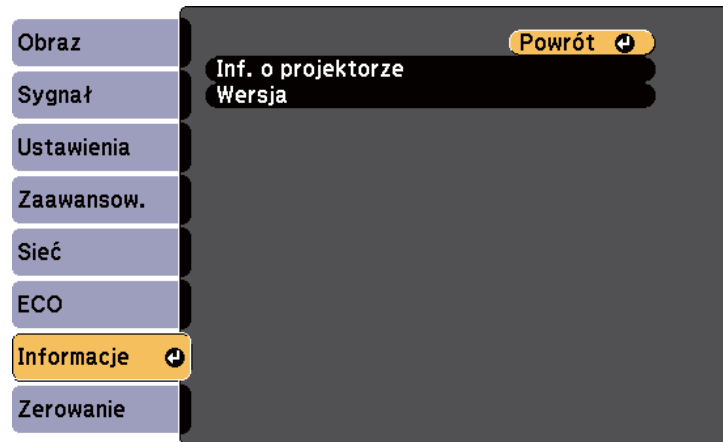 Obraz
Sygnał
Ustawienia
Zaawansow.
Sieć
ECO
Informacje
Zerowanie
Powrót
Inf. o projektorze
Wersja